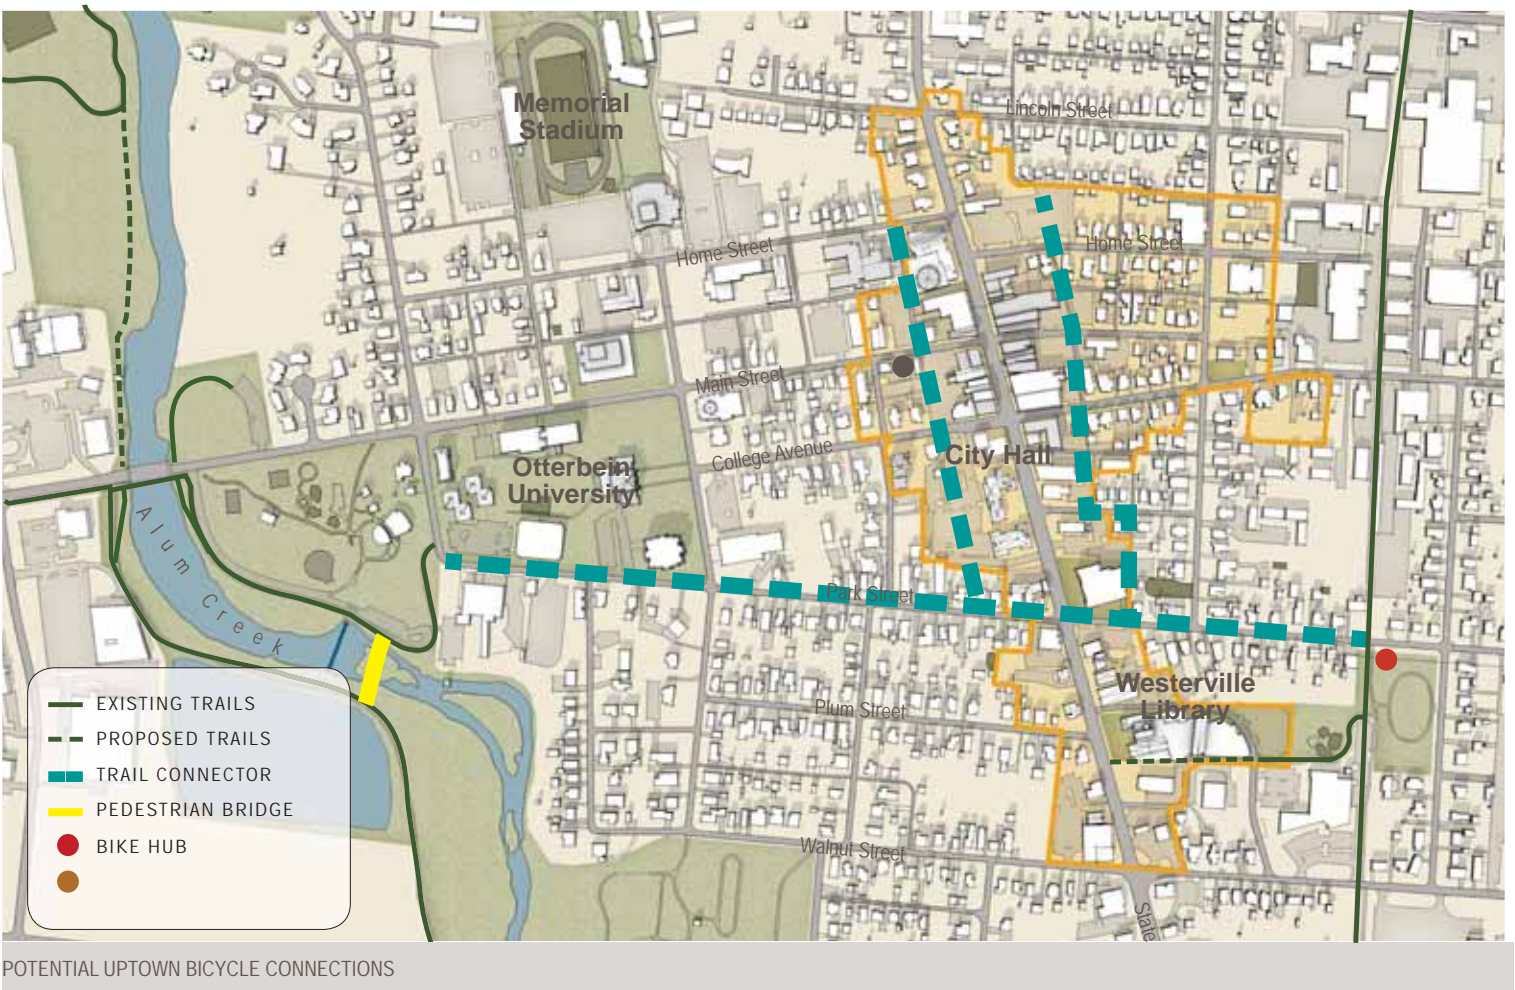 Memorial
Stadium
Lincoln Street
Home Street
Home Street
Main Street
College Avenue
City Hall
Otterbein
University
Alum Creek
Park Street
Westerville
Library
Plum Street
Walnut Street
State
EXISTING TRAILS
PROPOSED TRAILS
TRAIL CONNECTOR
PEDESTRIAN BRIDGE
BIKE HUB
POTENTIAL UPTOWN BICYCLE CONNECTIONS